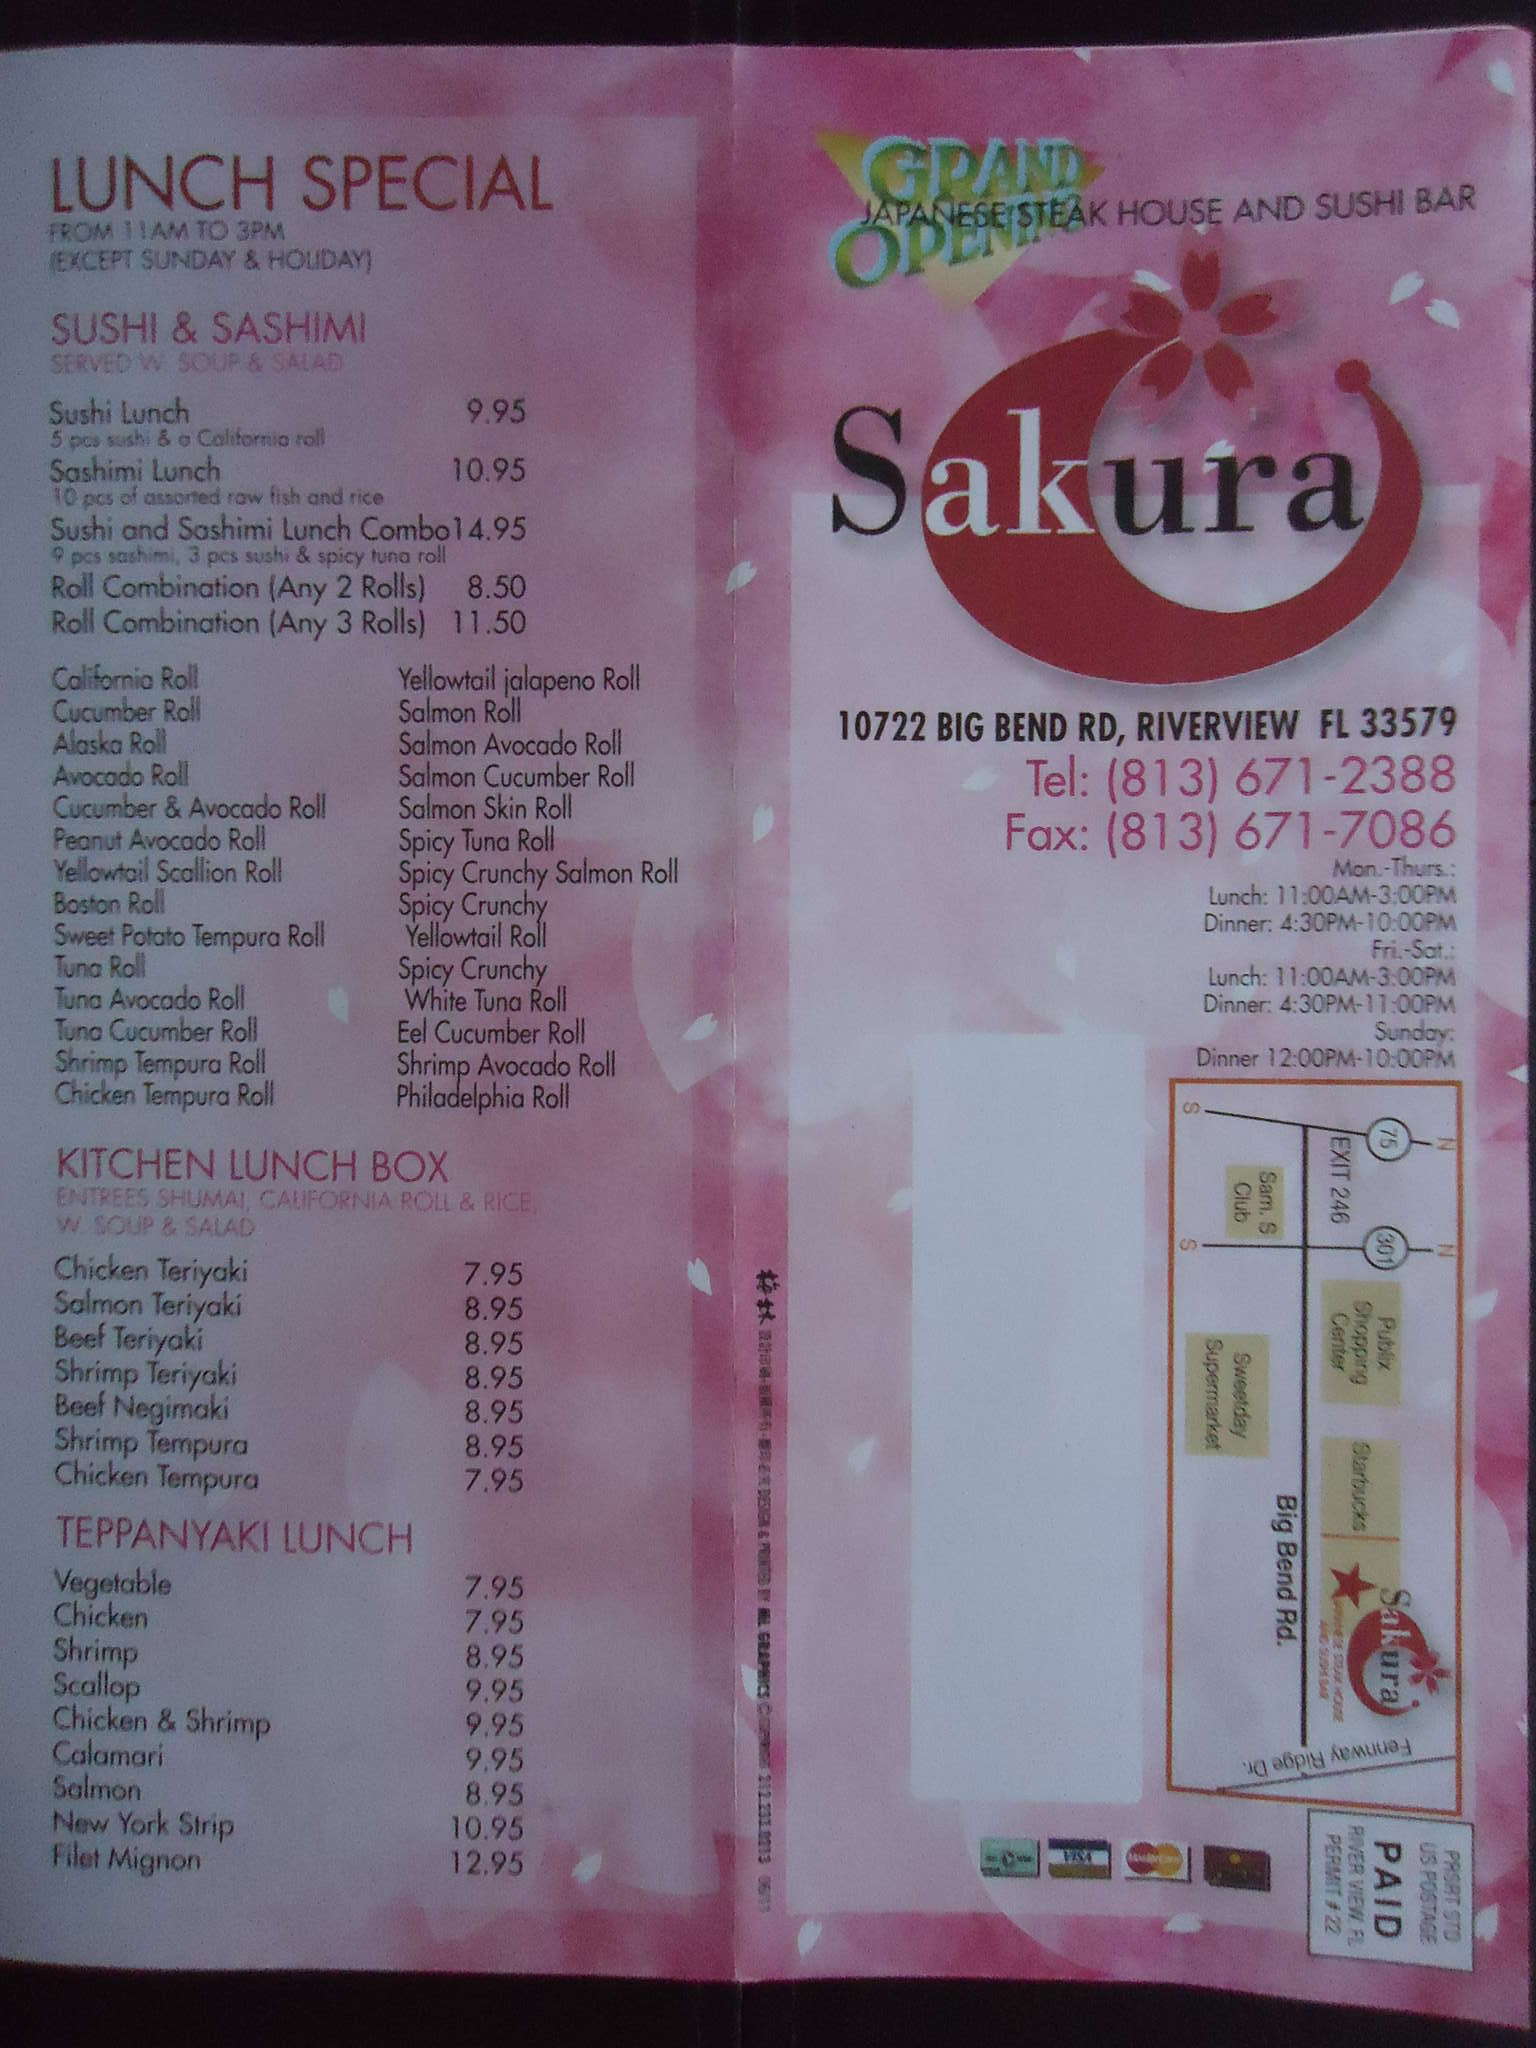 LUNCH SPECIAL
FROM 11AM TO 3PM
(EXCEPT SUNDAY & HOLIDAY)
SUSHI & SASHIMI
SERVED W. SOUP & SALAD
Sushi Lunch 9.95
5 pcs sushi & a California roll
Sashimi Lunch 10.95
10 pcs of assorted raw fish and rice
Sushi and Sashimi Lunch Combo 14.95
9 pcs sashimi, 3 pcs sushi & spicy tuna roll
Roll Combination (Any 2 Rolls) 8.50
Roll Combination (Any 3 Rolls) 11.50
California Roll
Cucumber Roll
Alaska Roll
Avocado Roll
Cucumber & Avocado Roll
Peanut Avocado Roll
Yellowtail Scallion Roll
Boston Roll
Sweet Potato Tempura Roll
Tuna Roll
Tuna Avocado Roll
Tuna Cucumber Roll
Shrimp Tempura Roll
Chicken Tempura Roll
Yellowtail jalapeno Roll
Salmon Roll
Salmon Avocado Roll
Salmon Cucumber Roll
Salmon Skin Roll
Spicy Tuna Roll
Spicy Crunchy Salmon Roll
Spicy Crunchy
Yellowtail Roll
Spicy Crunchy
White Tuna Roll
Eel Cucumber Roll
Shrimp Avocado Roll
Philadelphia Roll
KITCHEN LUNCH BOX
ENTREES SHUMAI, CALIFORNIA ROLL & RICE,
W. SOUP & SALAD
Chicken Teriyaki 7.95
Salmon Teriyaki 8.95
Beef Teriyaki 8.95
Shrimp Teriyaki 8.95
Beef Negimaki 8.95
Shrimp Tempura 8.95
Chicken Tempura 7.95
TEPPANYAKI LUNCH
Vegetable 7.95
Chicken 7.95
Shrimp 8.95
Scallop 9.95
Chicken & Shrimp 9.95
Calamari 9.95
Salmon 8.95
New York Strip 10.95
Filet Mignon 12.95
DESIGN & PRINTED BY GRAPHICS
GRAND
OPENING
JAPANESE STEAK HOUSE AND SUSHI BAR
Sakura
10722 BIG BEND RD, RIVERVIEW FL 33579
Tel: (813) 671-2388
Fax: (813) 671-7086
Mon.-Thurs.:
Lunch: 11:00AM-3:00PM
Dinner: 4:30PM-10:00PM
Fri.-Sat.:
Lunch: 11:00AM-3:00PM
Dinner: 4:30PM-11:00PM
Sunday:
Dinner 12:00PM-10:00PM
N
75
S
EXIT 246
Sam. S
Club
N
301
S
Publix
Shopping
Center
Sweetday
Supermarket
Starbucks
Big Bend Rd.
Sakura
JAPANESE STEAK HOUSE
AND SUSHI BAR
Fennway Ridge Dr.
VISA
MasterCard
PRSRT STD
US POSTAGE
PAID
RIVER VIEW FL
PERMIT # 22